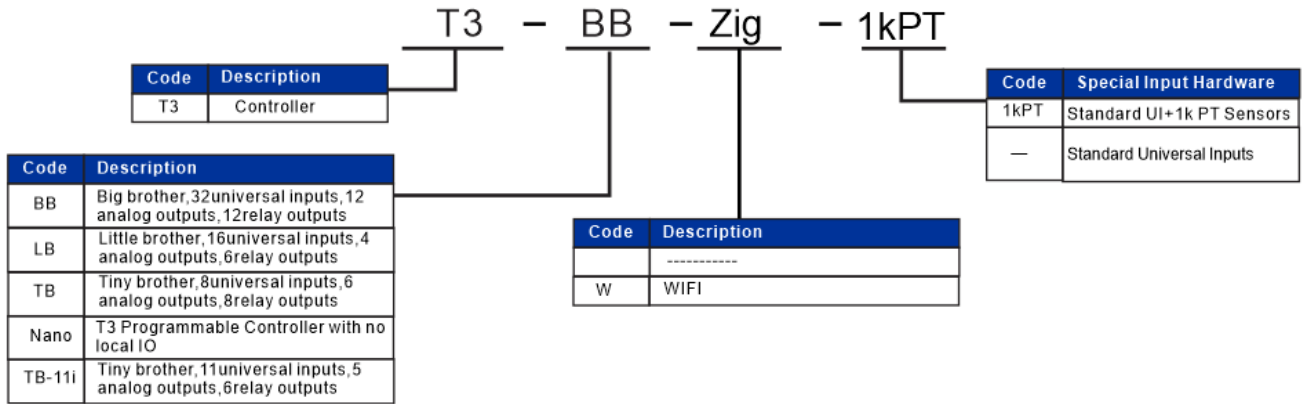 T3 – BB – Zig – 1kPT
Code Description
T3 Controller
Code Special Input Hardware
1kPT Standard UI+1k PT Sensors
— Standard Universal Inputs
Code Description
BB Big brother,32universal inputs,12
analog outputs,12relay outputs
LB Little brother,16universal inputs,4
analog outputs,6relay outputs
TB Tiny brother,8universal inputs,6
analog outputs,8relay outputs
Nano T3 Programmable Controller with no
local IO
TB-11i Tiny brother,11universal inputs,5
analog outputs,6relay outputs
Code Description
-----------
W WIFI